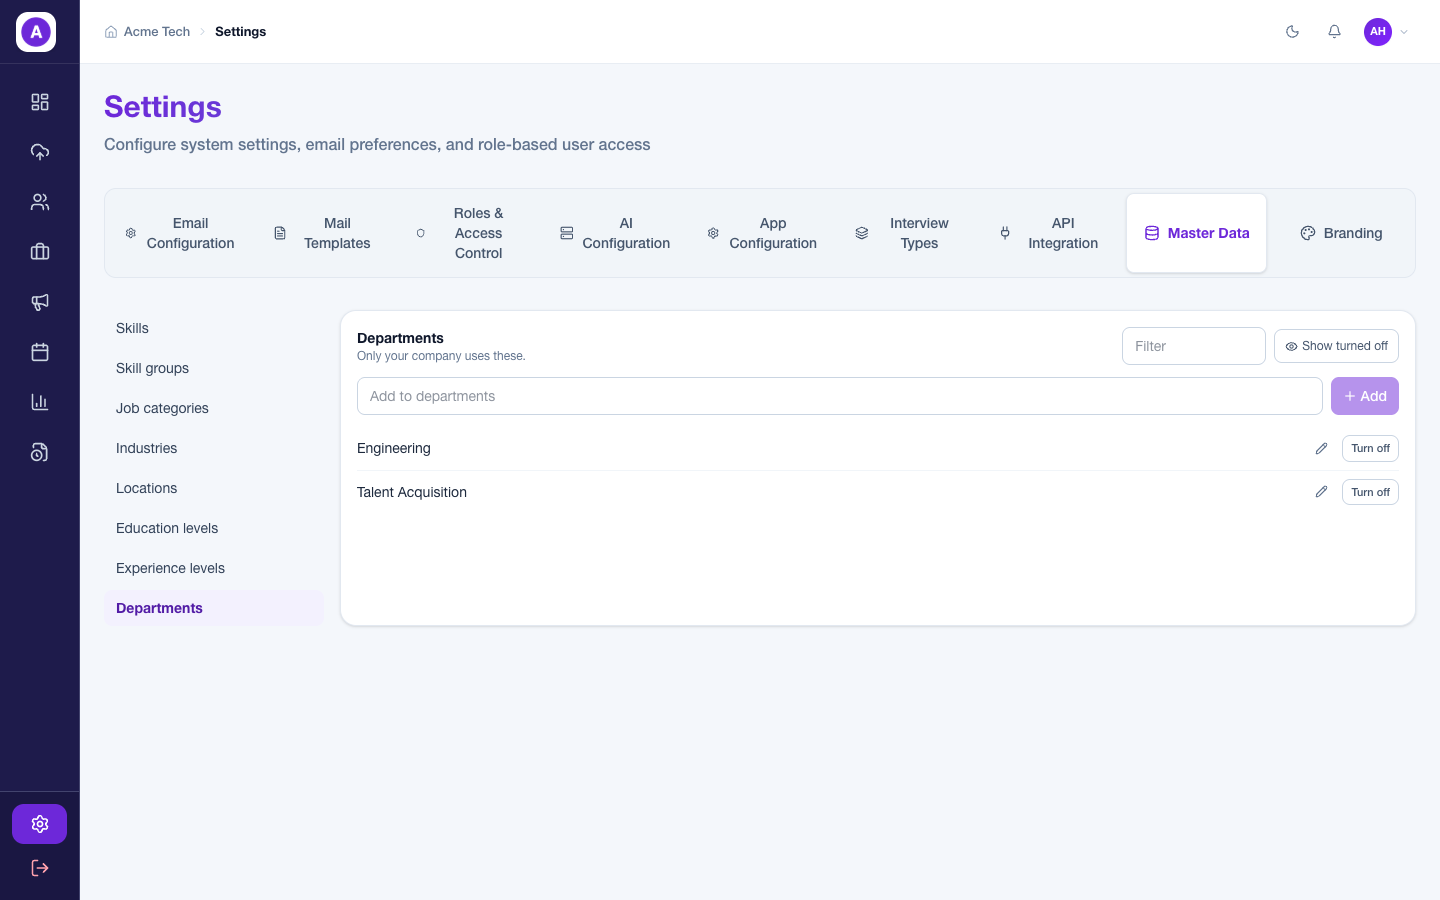 A
Acme Tech
Settings
AH
Settings
Configure system settings, email preferences, and role-based user access
Email
Configuration
Mail
Templates
Roles &
Access
Control
AI
Configuration
App
Configuration
Interview
Types
API
Integration
Master Data
Branding
Skills
Skill groups
Job categories
Industries
Locations
Education levels
Experience levels
Departments
Departments
Only your company uses these.
Filter
Show turned off
Add to departments
+ Add
Engineering
Turn off
Talent Acquisition
Turn off